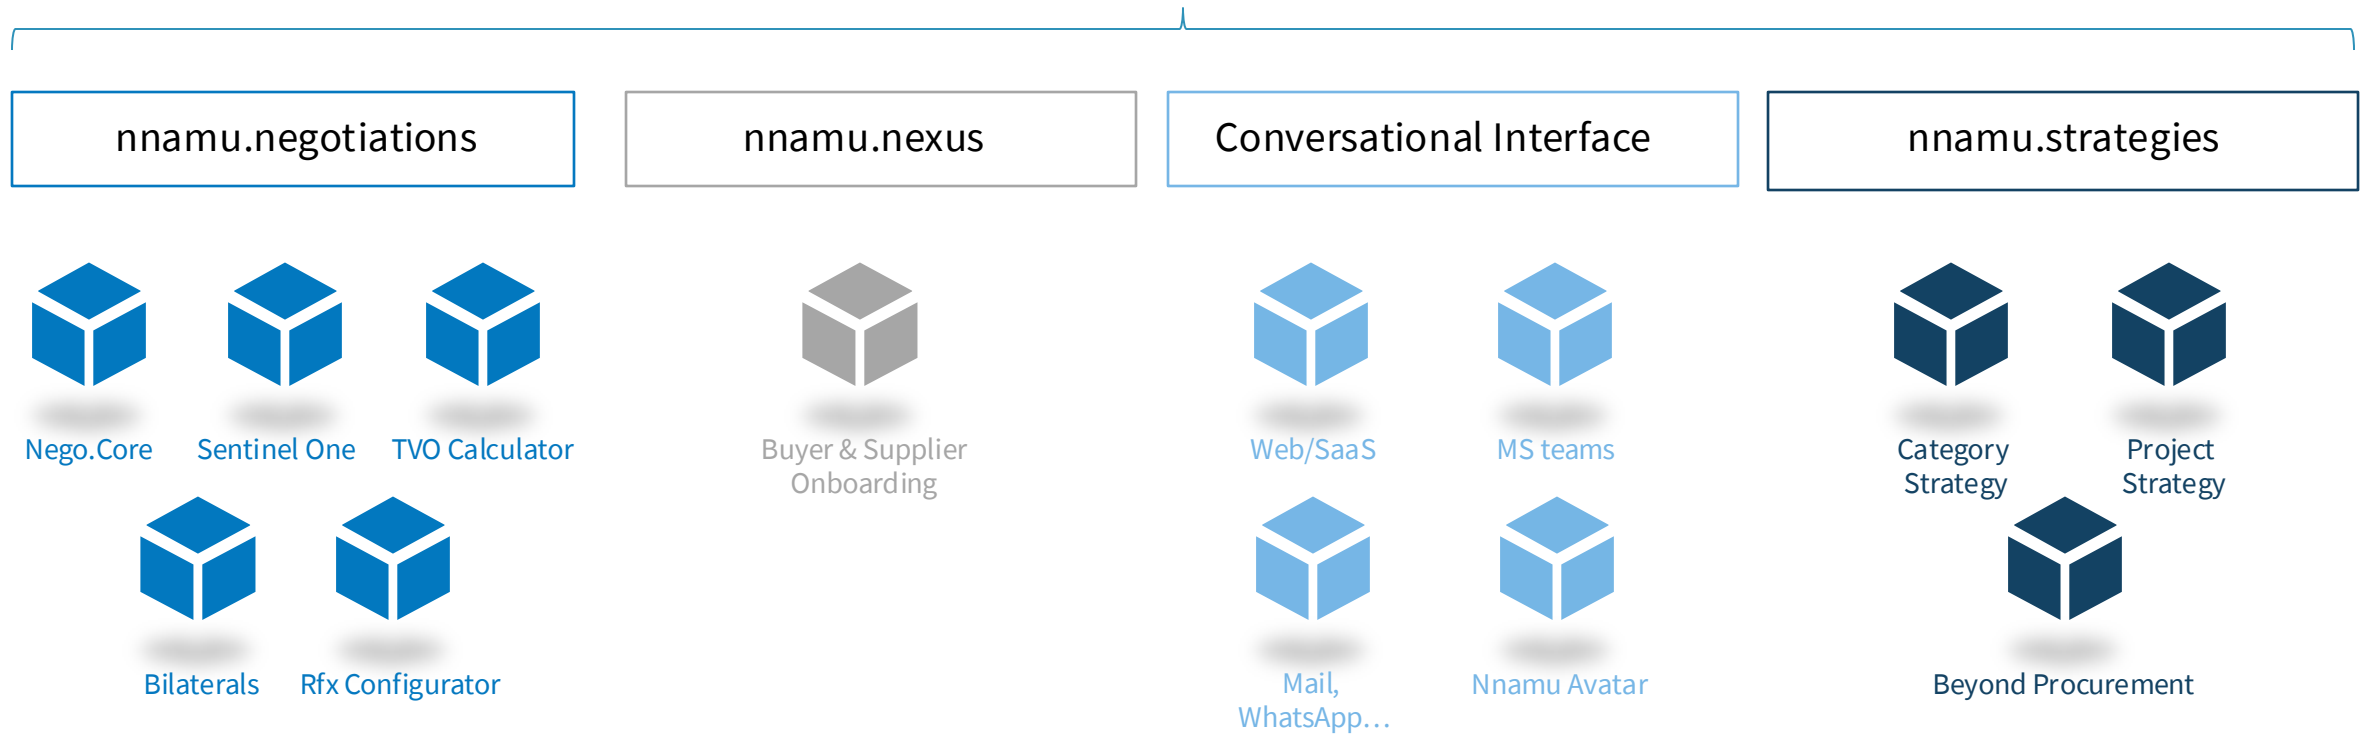 nnamu.negotiations
nnamu.nexus
Conversational Interface
nnamu.strategies
Nego.Core
Sentinel One
TVO Calculator
Bilaterals
Rfx Configurator
Buyer & Supplier
Onboarding
Web/SaaS
MS teams
Mail,
WhatsApp...
Nnamu Avatar
Category
Strategy
Project
Strategy
Beyond Procurement